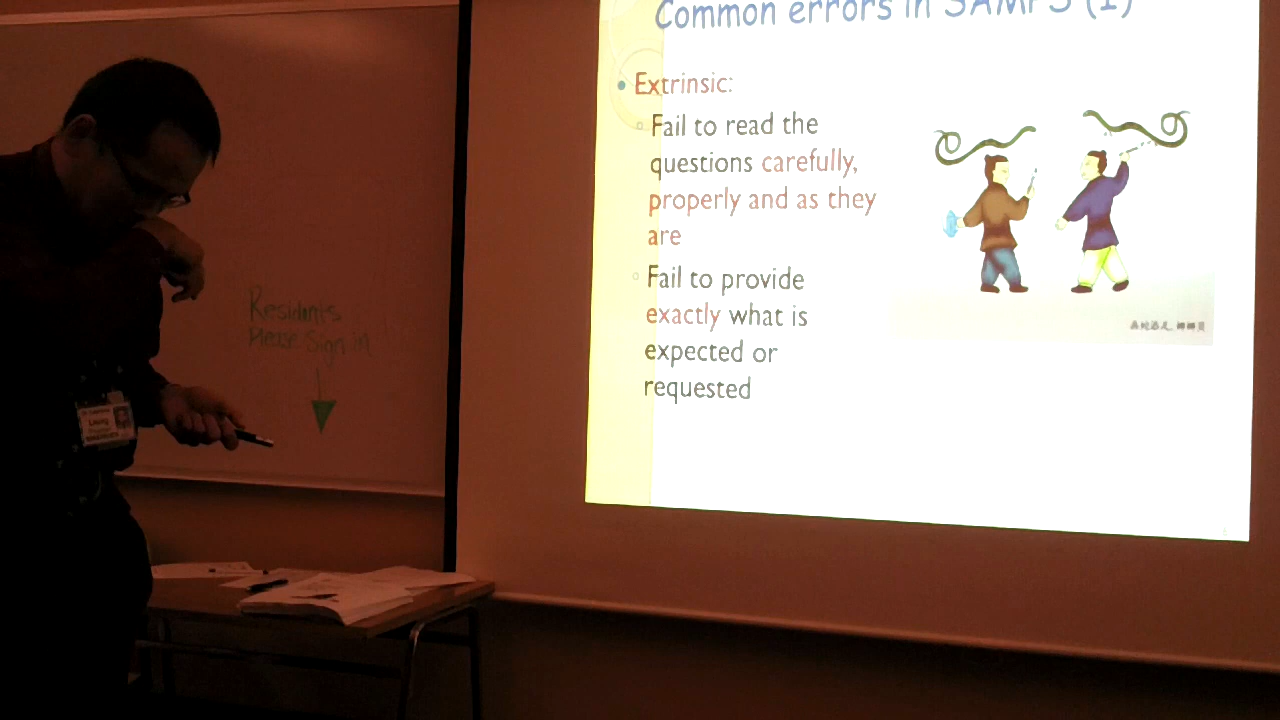 Common errors in SAMPS (1)
Extrinsic:
Fail to read the
questions carefully,
properly and as they
are
Fail to provide
exactly what is
expected or
requested
Residents
Please Sign in
Leung